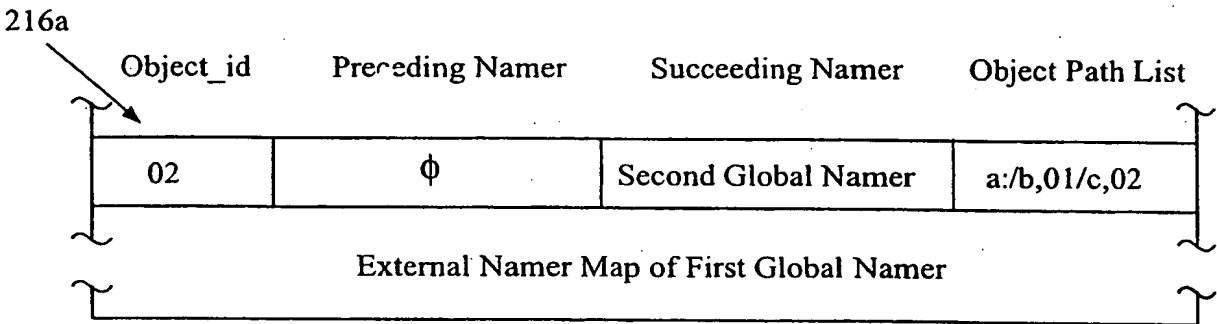 216a
Object_id Preceding Namer Succeeding Namer Object Path List
02 ϕ Second Global Namer a:/b,01/c,02
External Namer Map of First Global Namer